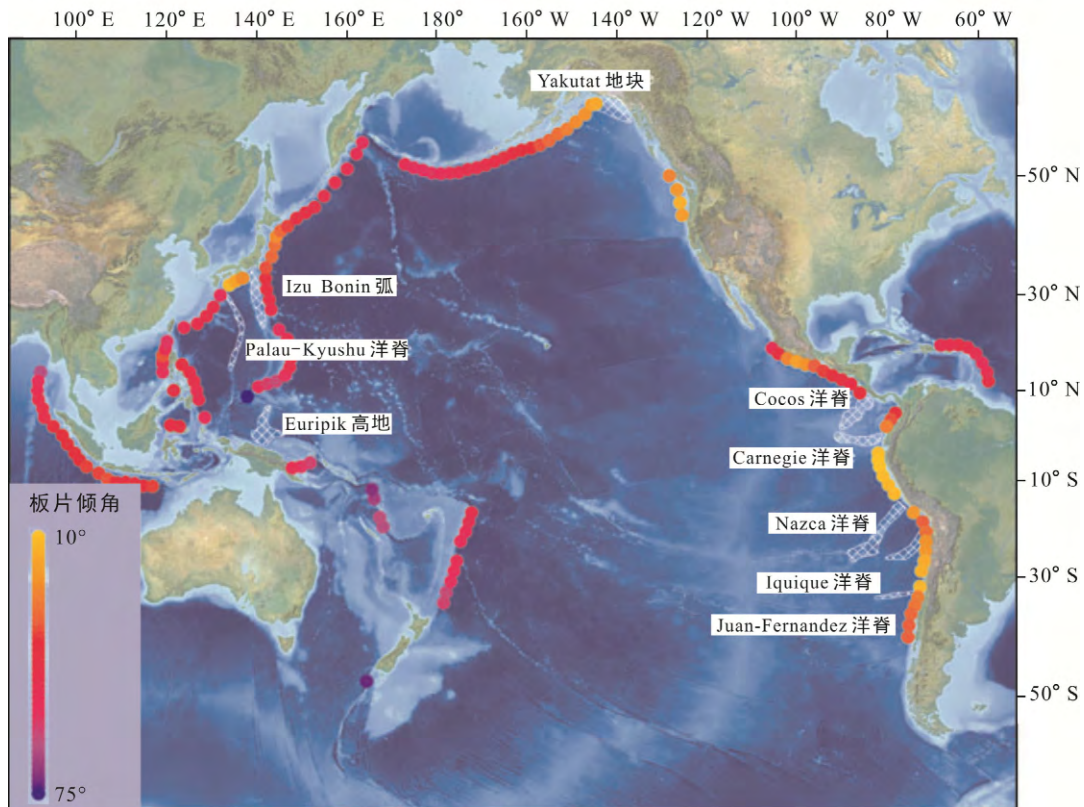 100° E 120° E 140° E 160° E 180° 160° W 140° W 100° W 80° W 60° W
Yakutat 地块
50° N
Izu Bonin 弧
30° N
Palau-Kyushu 洋脊
Cocos 洋脊
10° N
Euripik 高地
Carnegie 洋脊
10° S
板片倾角
10°
Nazca 洋脊
Iquique 洋脊
30° S
Juan-Fernandez 洋脊
50° S
75°